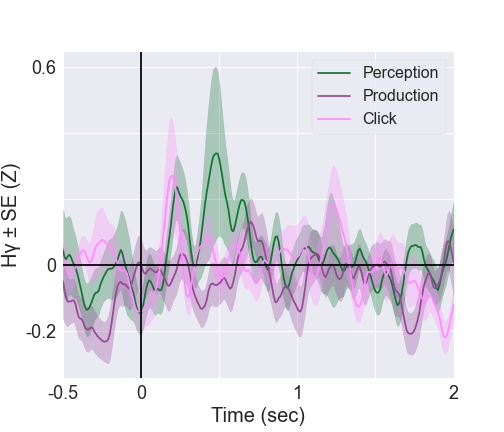 0.6
0
-0.2
Hγ ± SE (Z)
Perception
Production
Click
-0.5 0 1 2
Time (sec)